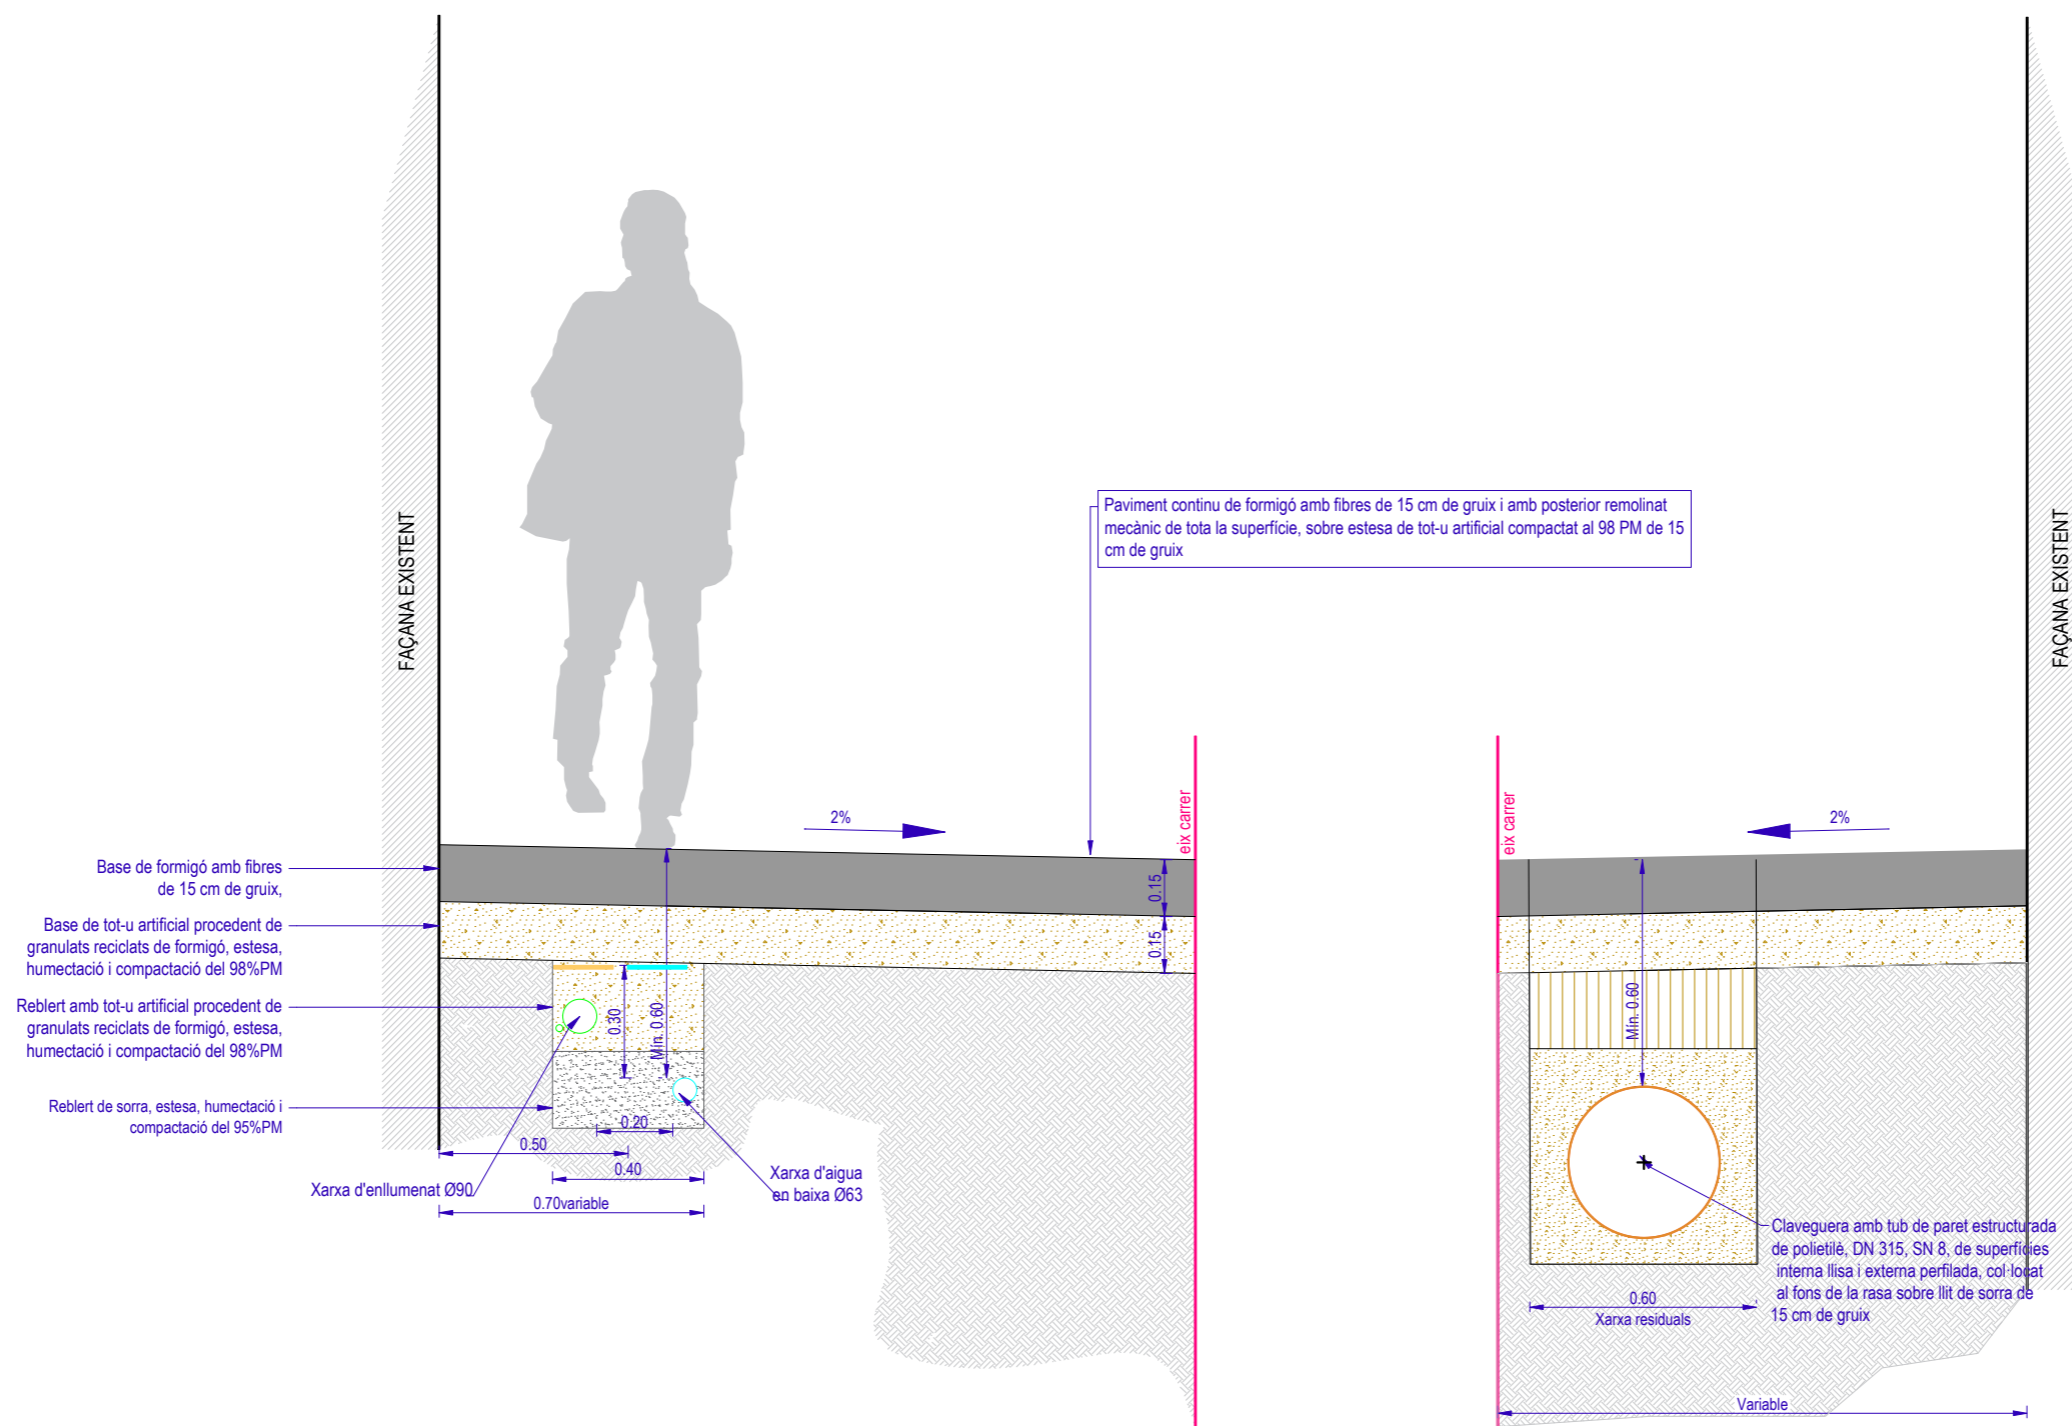 FAÇANA EXISTENT
FAÇANA EXISTENT
Paviment continu de formigó amb fibres de 15 cm de gruix i amb posterior remolinat
mecànic de tota la superfície, sobre estesa de tot-u artificial compactat al 98 PM de 15
cm de gruix
eix carrer
eix carrer
2%
2%
Base de formigó amb fibres
de 15 cm de gruix,
Base de tot-u artificial procedent de
granulats reciclats de formigó, estesa,
humectació i compactació del 98%PM
Reblert amb tot-u artificial procedent de
granulats reciclats de formigó, estesa,
humectació i compactació del 98%PM
Reblert de sorra, estesa, humectació i
compactació del 95%PM
0.15
0.15
0.30
Mín. 0.60
Mín. 0.60
0.20
0.50
0.40
0.70variable
Xarxa d'enllumenat Ø90
Xarxa d'aigua
en baixa Ø63
Claveguera amb tub de paret estructurada
de polietilè, DN 315, SN 8, de superfícies
interna llisa i externa perfilada, col·locat
al fons de la rasa sobre llit de sorra de
15 cm de gruix
0.60
Xarxa residuals
Variable